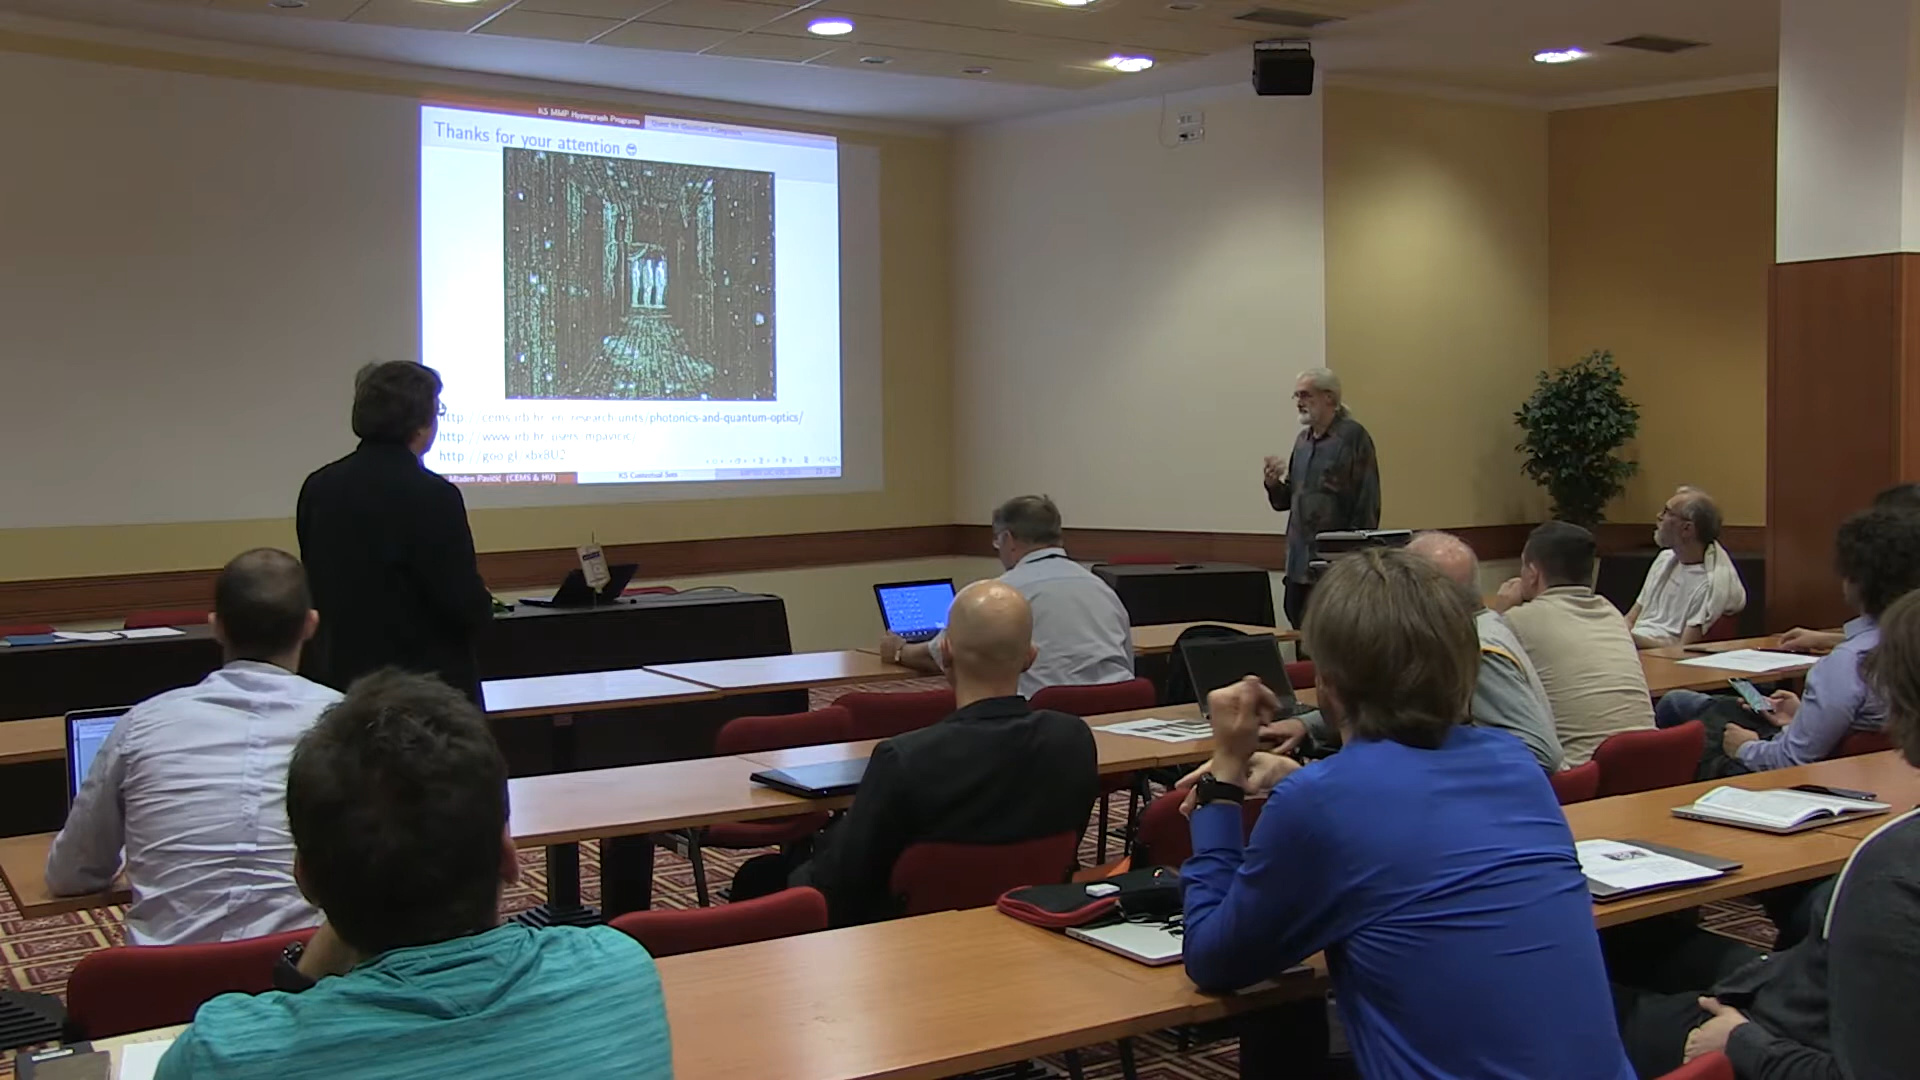 KS MMP Hypergraph Programs
Thanks for your attention 😎
http://cems.irb.hr/en/research-units/photonics-and-quantum-optics/
http://www.irb.hr/users/mpavicic/
http://goo.gl/xbx8U2
Mladen Pavičić (CEMS & HU)
KS Contextual Sets